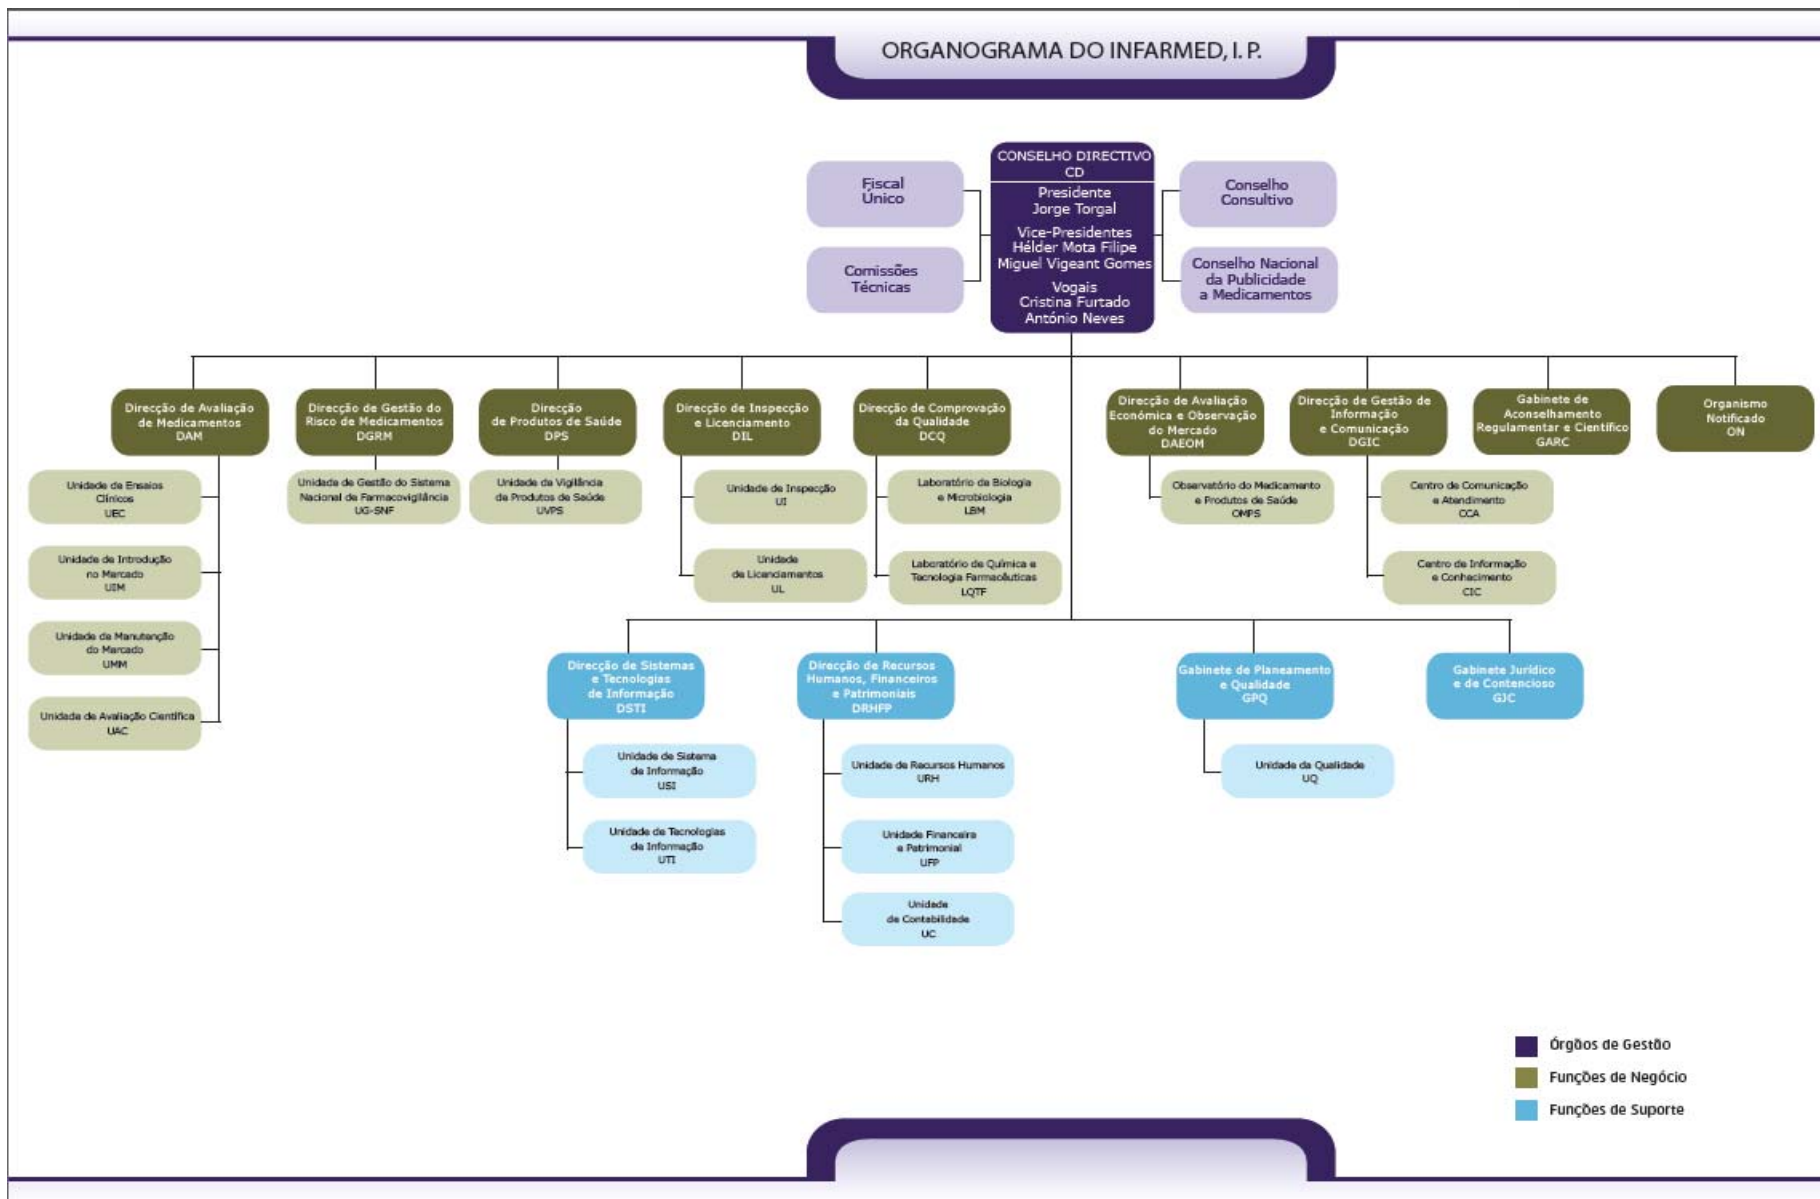 ORGANOGRAMA DO INFARMED, I. P.
CONSELHO DIRECTIVO
CD
Presidente
Jorge Torgal
Vice-Presidentes
Hélder Mota Filipe
Miguel Vigeant Gomes
Vogais
Cristina Furtado
António Neves
Fiscal
Único
Comissões
Técnicas
Conselho
Consultivo
Conselho Nacional
da Publicidade
a Medicamentos
Direcção de Avaliação
de Medicamentos
DAM
Direcção de Gestão do
Risco de Medicamentos
DGRM
Direcção
de Produtos de Saúde
DPS
Direcção de Inspecção
e Licenciamento
DIL
Direcção de Comprovação
da Qualidade
DCQ
Direcção de Avaliação
Económica e Observação
do Mercado
DAEOM
Direcção de Gestão de
Informação
e Comunicação
DGIC
Gabinete de
Aconselhamento
Regulamentar e Científico
GARC
Organismo
Notificado
ON
Unidade de Ensaios
Clínicos
UEC
Unidade de Introdução
no Mercado
UIM
Unidade de Manutenção
do Mercado
UMM
Unidade de Avaliação Científica
UAC
Unidade de Gestão do Sistema
Nacional de Farmacovigilância
UG-SNF
Unidade da Vigilância
de Produtos de Saúde
UVPS
Unidade de Inspecção
UI
Unidade
de Licenciamentos
UL
Laboratório de Biologia
e Microbiologia
LBM
Laboratório de Química e
Tecnologia Farmacêuticas
LQTF
Observatório do Medicamento
e Produtos de Saúde
OMPS
Centro de Comunicação
e Atendimento
CCA
Centro de Informação
e Conhecimento
CIC
Direcção de Sistemas
e Tecnologias
de Informação
DSTI
Direcção de Recursos
Humanos, Financeiros
e Patrimoniais
DRHFP
Gabinete de Planeamento
e Qualidade
GPQ
Gabinete Jurídico
e de Contencioso
GJC
Unidade de Sistema
de Informação
USI
Unidade de Tecnologias
de Informação
UTI
Unidade de Recursos Humanos
URH
Unidade Financeira
e Patrimonial
UFP
Unidade
de Contabilidade
UC
Unidade da Qualidade
UQ
Órgãos de Gestão
Funções de Negócio
Funções de Suporte